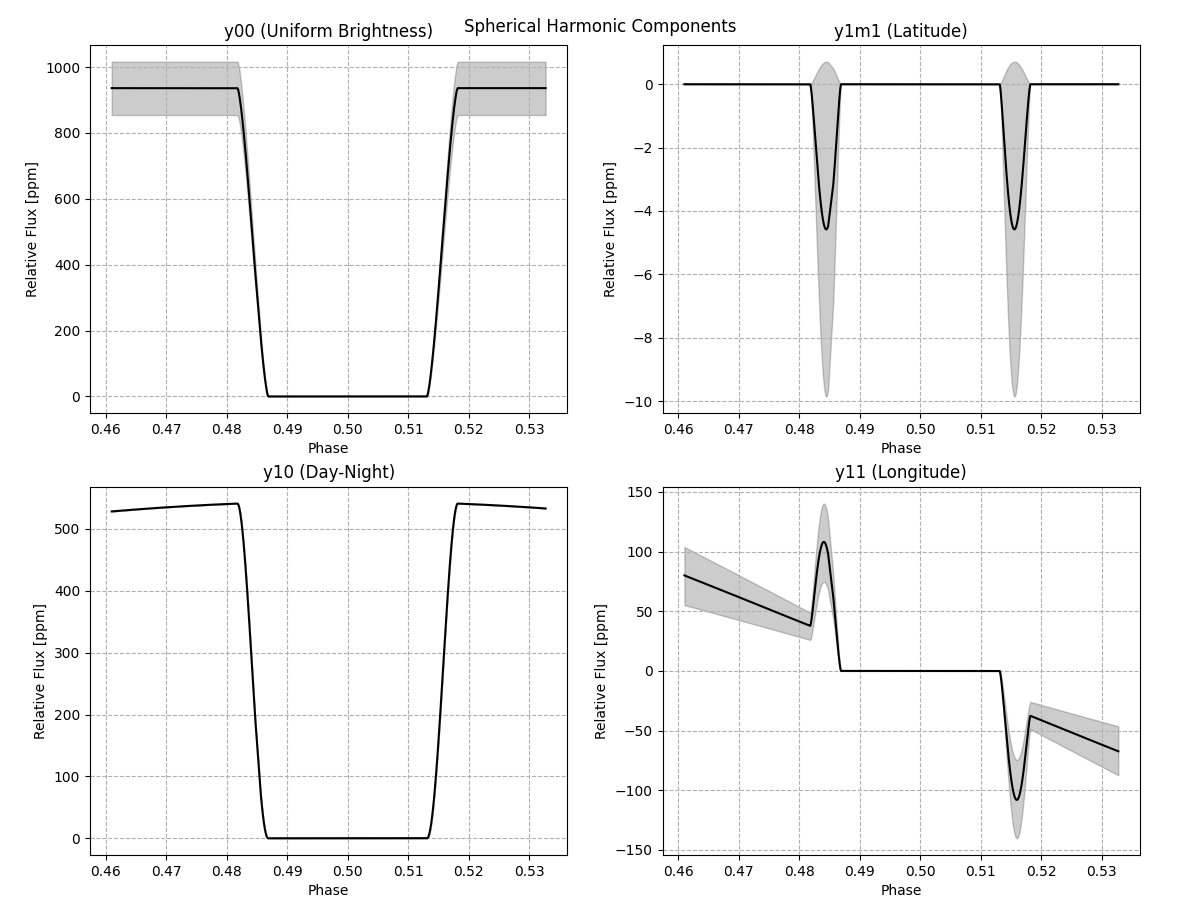 Spherical Harmonic Components
y00 (Uniform Brightness)
Relative Flux [ppm]
1000
800
600
400
200
0
0.46 0.47 0.48 0.49 0.50 0.51 0.52 0.53
Phase
y1m1 (Latitude)
Relative Flux [ppm]
0
−2
−4
−6
−8
−10
0.46 0.47 0.48 0.49 0.50 0.51 0.52 0.53
Phase
y10 (Day-Night)
Relative Flux [ppm]
500
400
300
200
100
0
0.46 0.47 0.48 0.49 0.50 0.51 0.52 0.53
Phase
y11 (Longitude)
Relative Flux [ppm]
150
100
50
0
−50
−100
−150
0.46 0.47 0.48 0.49 0.50 0.51 0.52 0.53
Phase